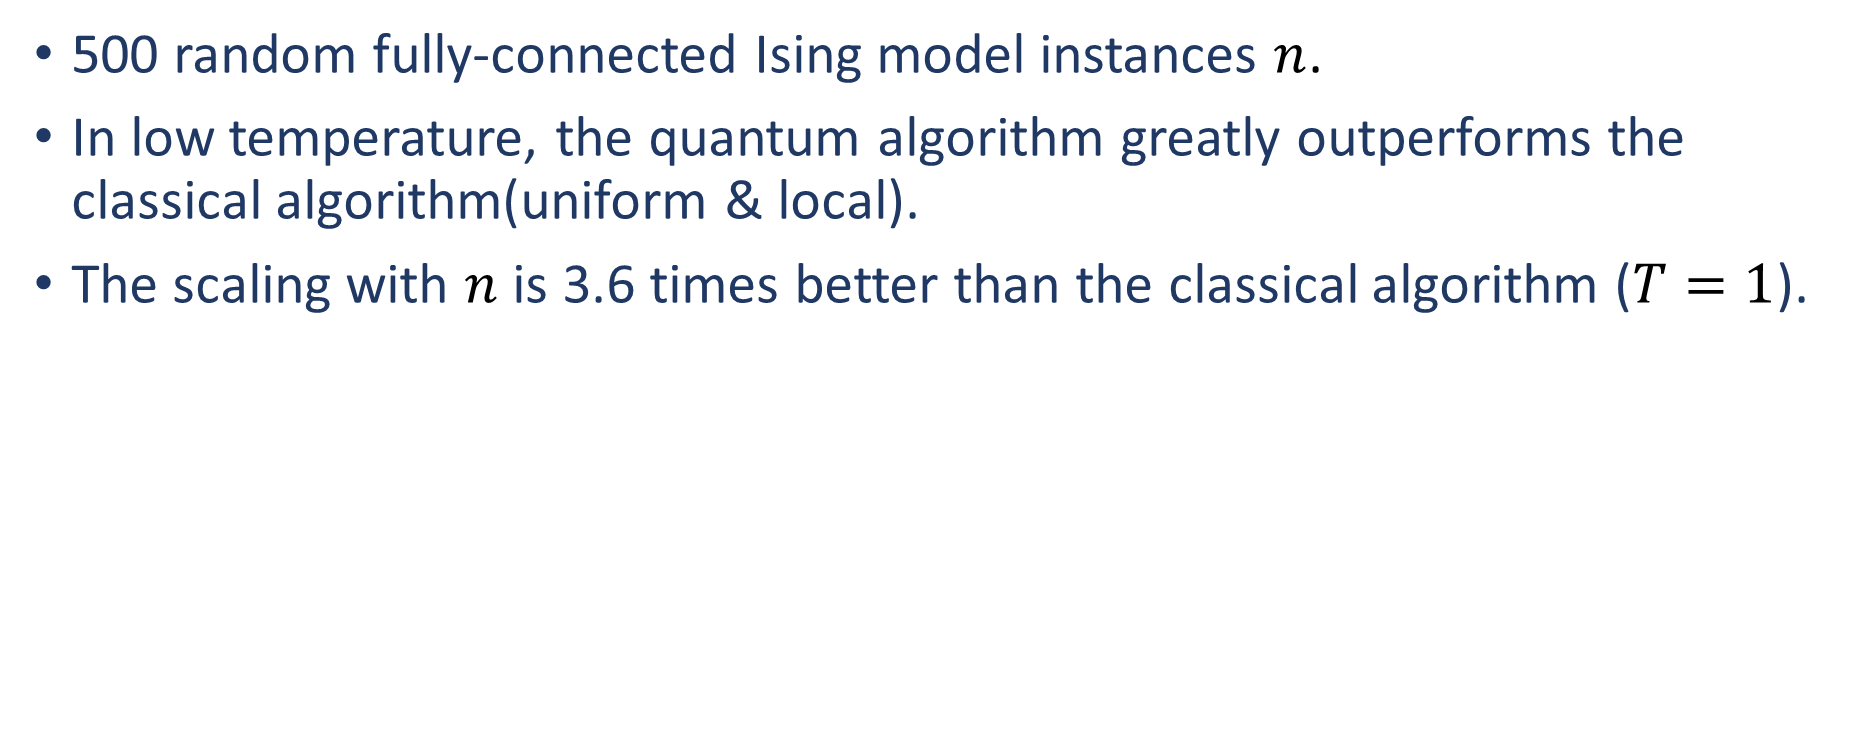 • 500 random fully-connected Ising model instances n.
• In low temperature, the quantum algorithm greatly outperforms the
classical algorithm(uniform & local).
• The scaling with n is 3.6 times better than the classical algorithm (T = 1).